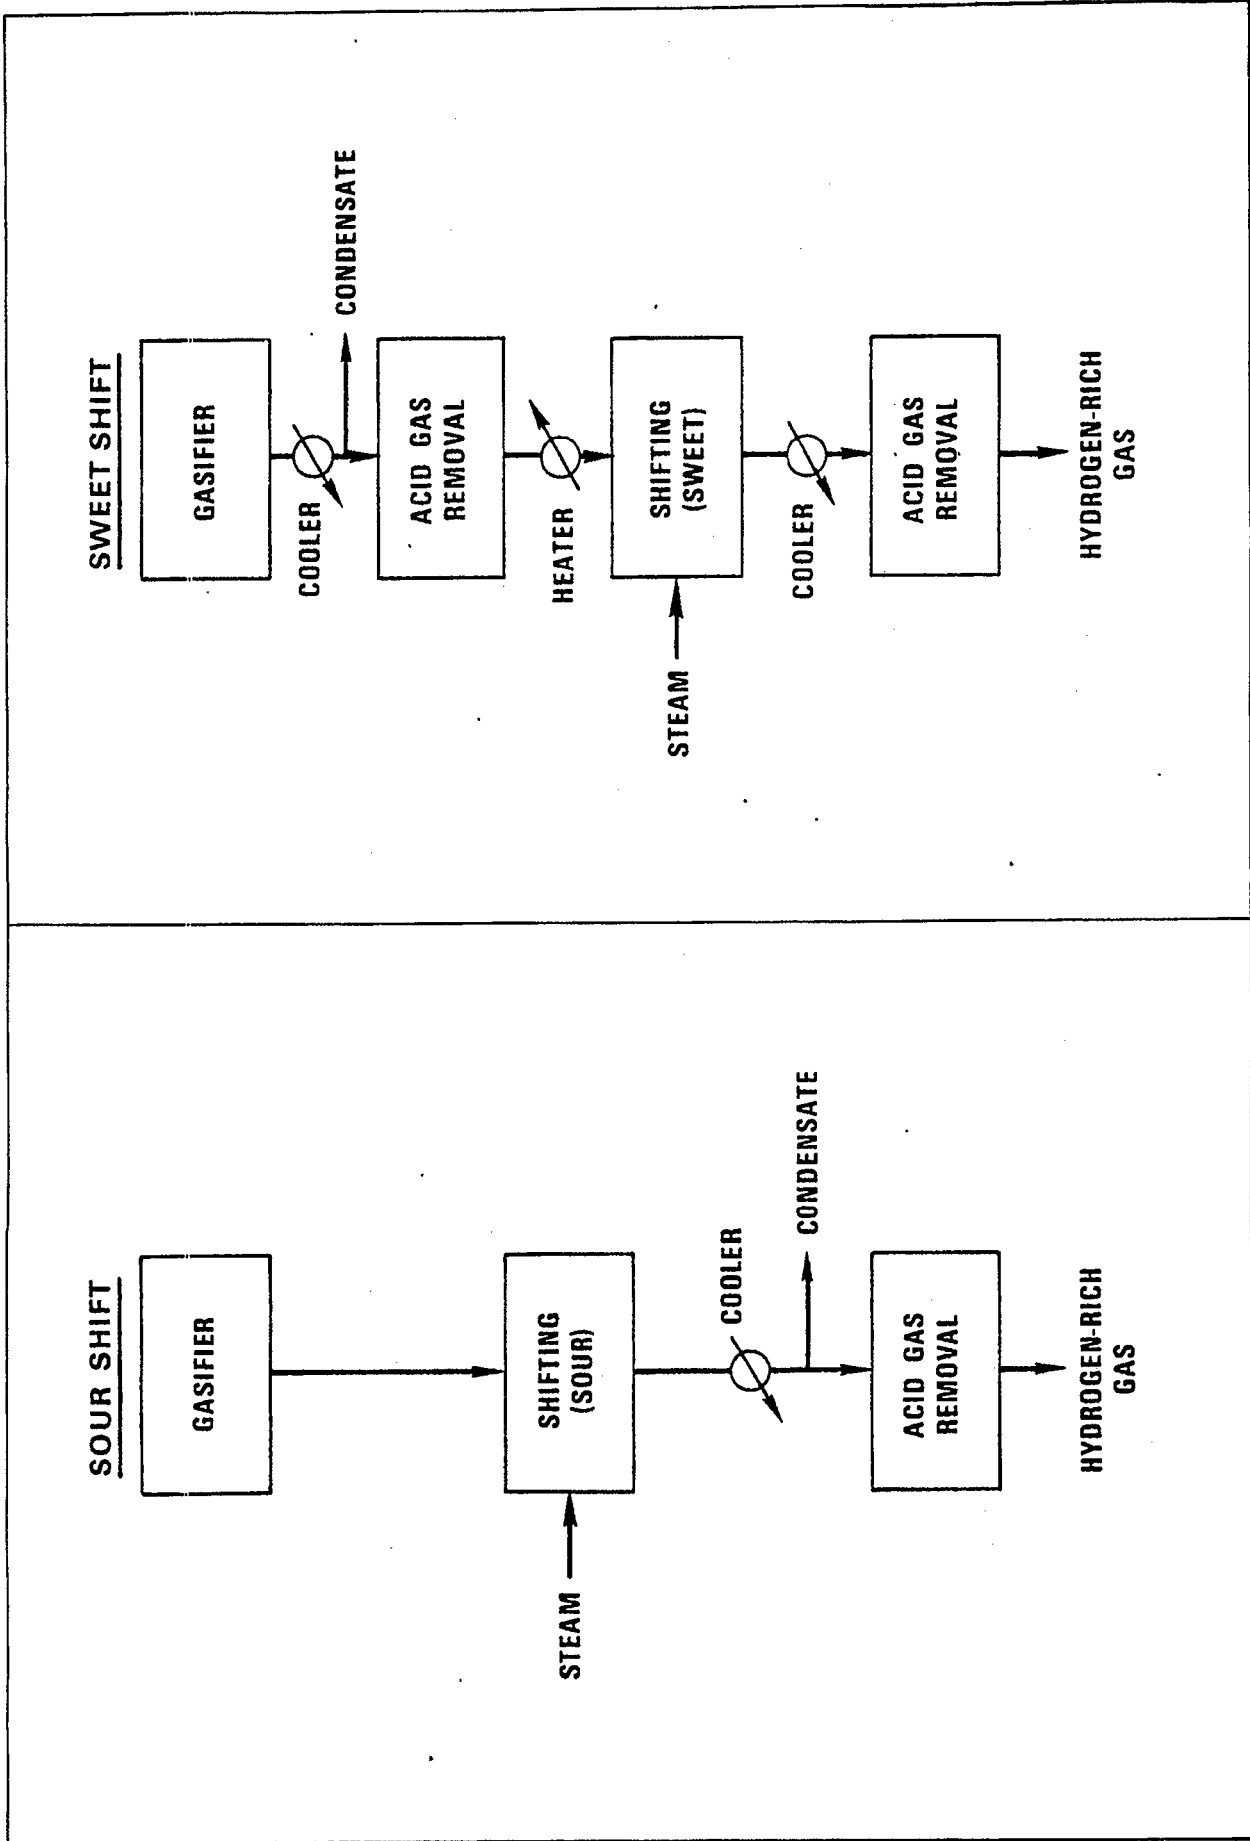 SOUR SHIFT
GASIFIER
STEAM
SHIFTING
(SOUR)
COOLER
CONDENSATE
ACID GAS
REMOVAL
HYDROGEN-RICH
GAS
SWEET SHIFT
GASIFIER
COOLER
CONDENSATE
ACID GAS
REMOVAL
HEATER
STEAM
SHIFTING
(SWEET)
COOLER
ACID GAS
REMOVAL
HYDROGEN-RICH
GAS